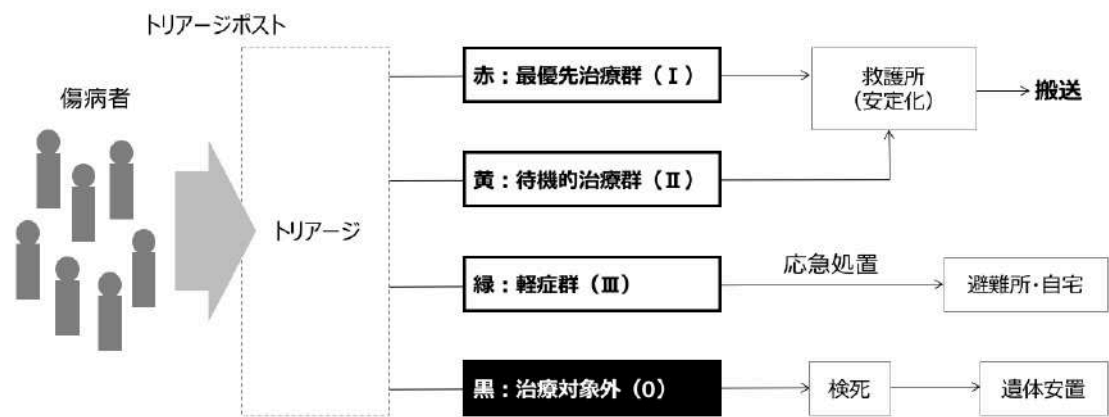 トリアージポスト
傷病者
トリアージ
赤:最優先治療群(Ⅰ)
救護所
(安定化)
搬送
黄:待機的治療群(Ⅱ)
緑:軽症群(Ⅲ)
応急処置
避難所・自宅
黒:治療対象外(0)
検死
遺体安置